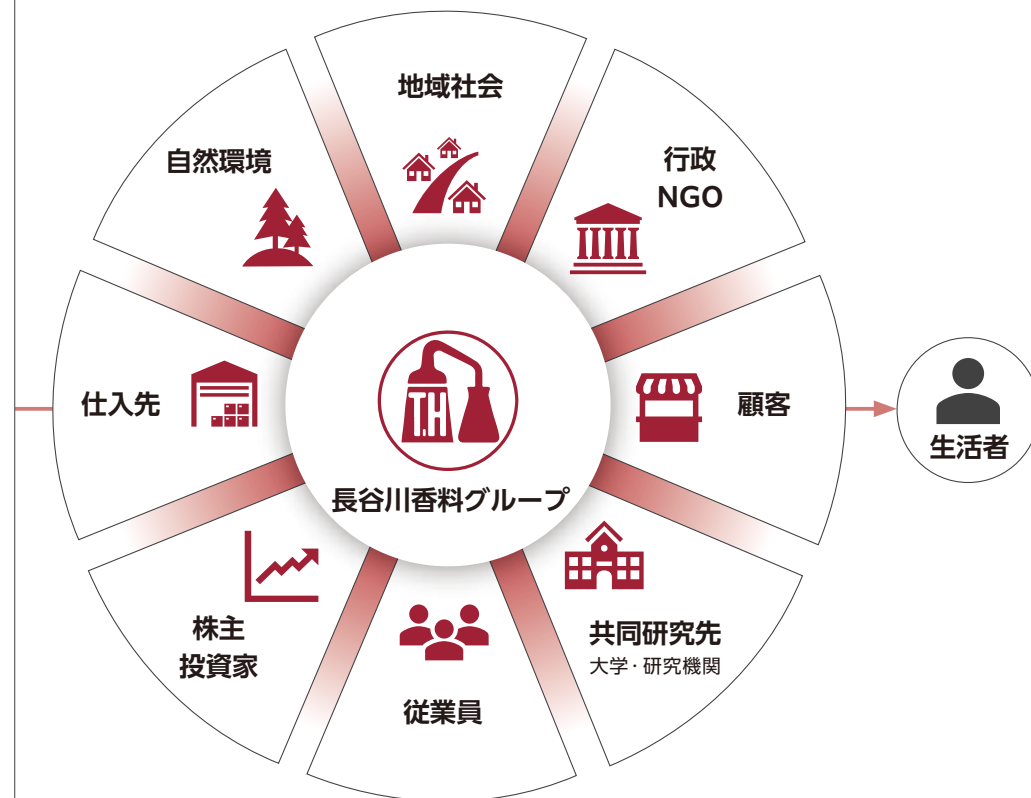 地域社会
自然環境
行政
NGO
仕入先
T.H
顧客
生活者
長谷川香料グループ
株主
投資家
共同研究先
大学・研究機関
従業員